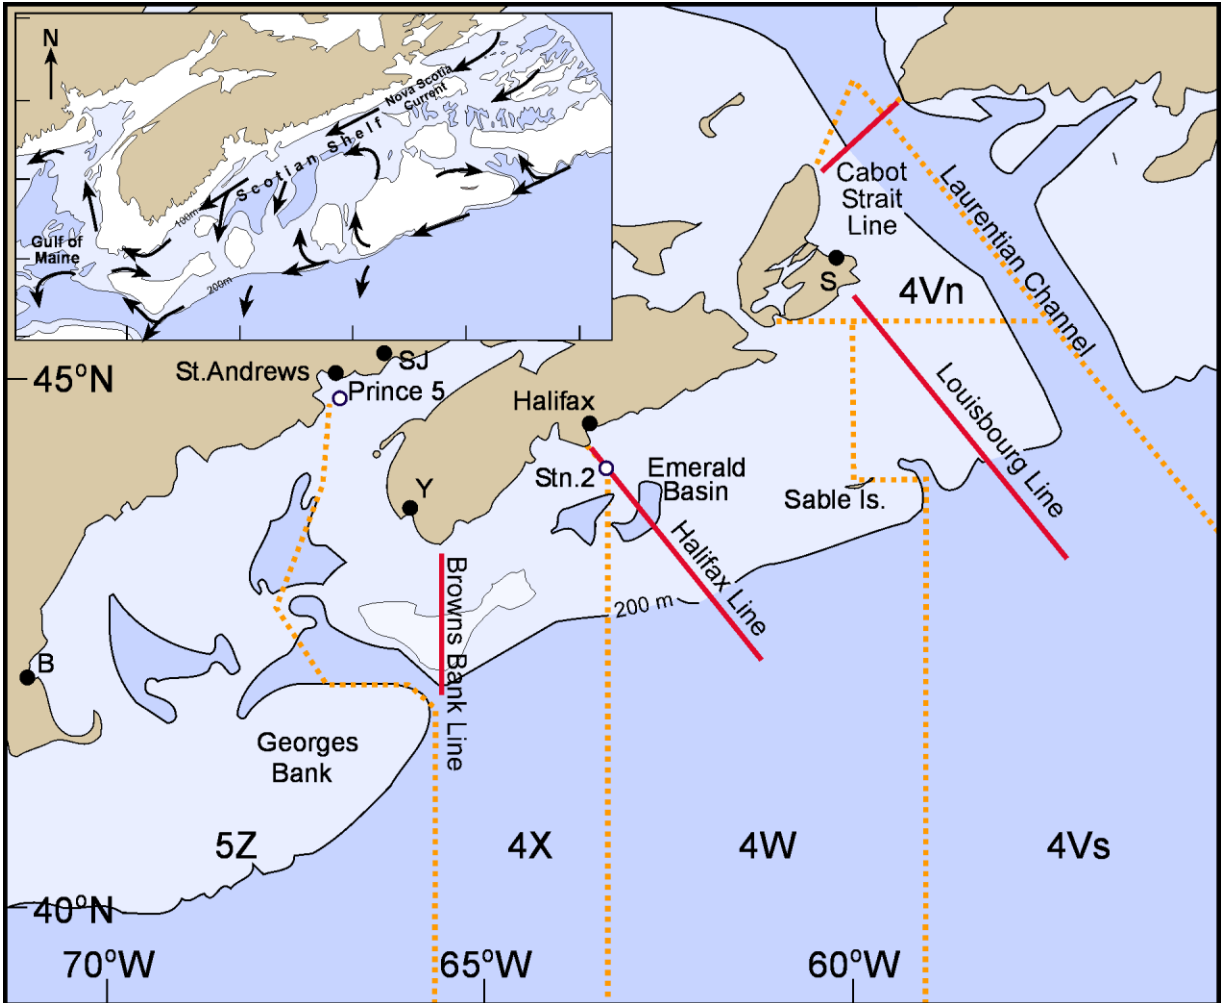 N
Nova Scotia
Current
Scotian Shelf
100m
Gulf of
Maine
200m
Cabot
Strait
Line
Laurentian Channel
S
4Vn
45°N
St.Andrews
SJ
Prince 5
Halifax
Louisbourg Line
Stn.2
Emerald
Basin
Y
Sable Is.
Halifax Line
Browns Bank Line
200 m
B
Georges
Bank
5Z
4X
4W
4Vs
40°N
70°W
65°W
60°W